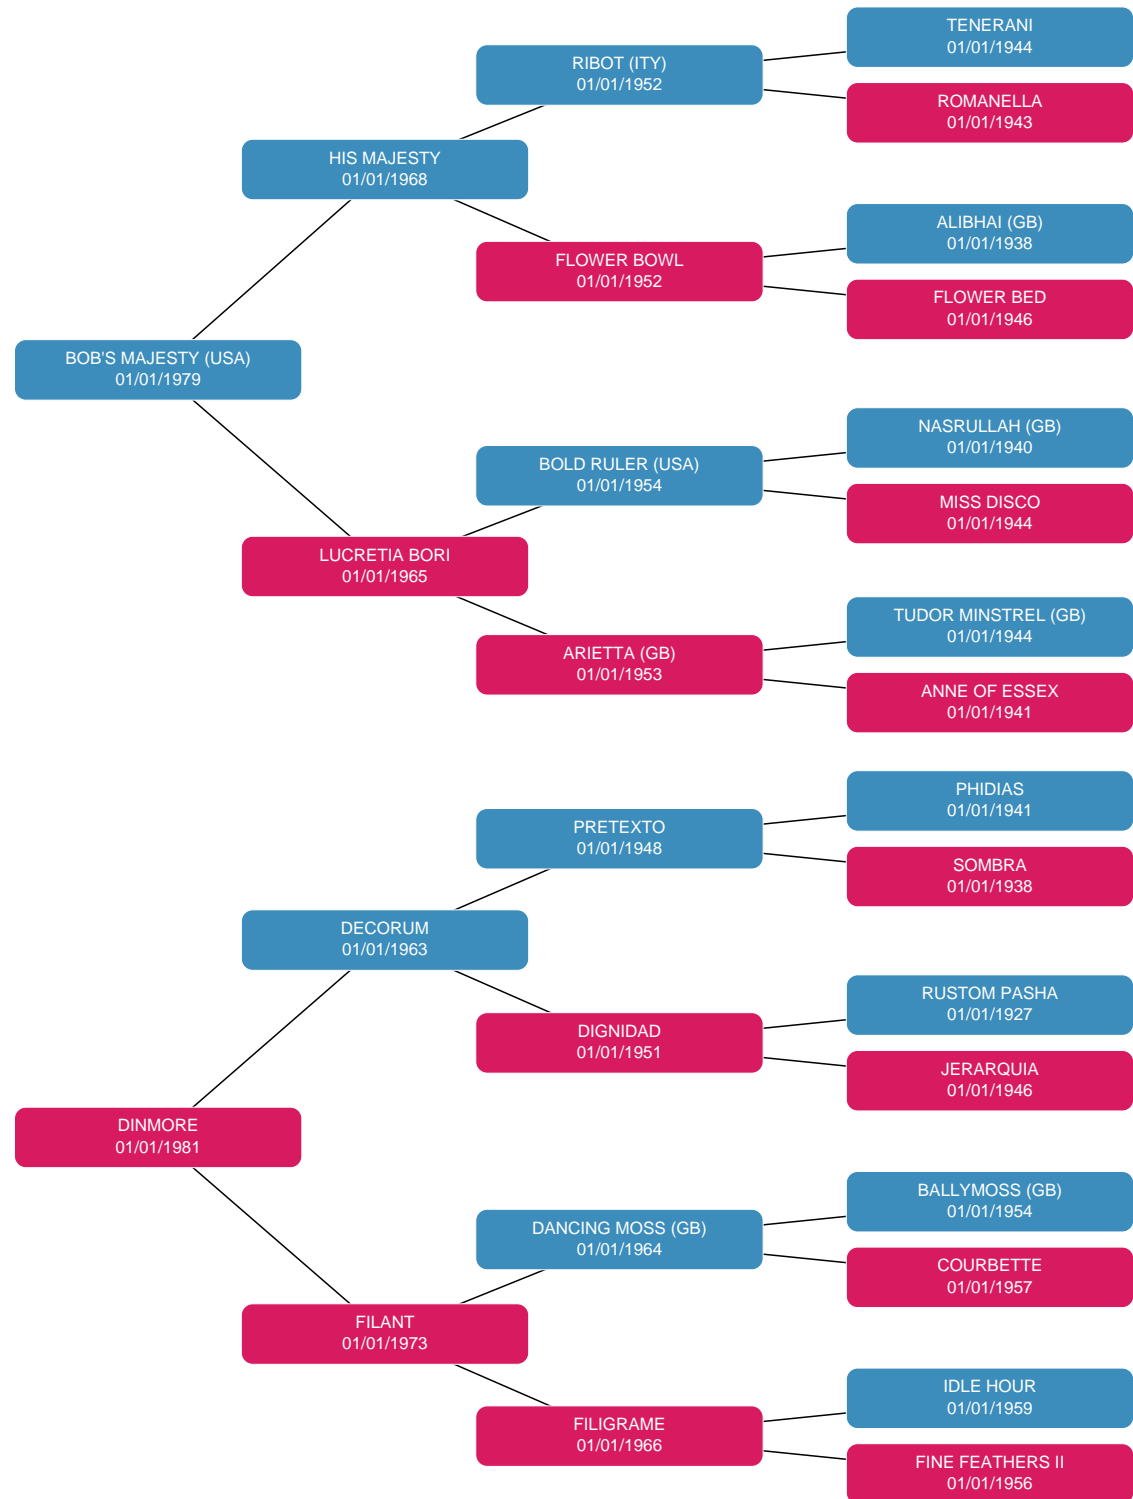 TENERANI
01/01/1944
RIBOT (ITY)
01/01/1952
ROMANELLA
01/01/1943
HIS MAJESTY
01/01/1968
ALIBHAI (GB)
01/01/1938
FLOWER BOWL
01/01/1952
FLOWER BED
01/01/1946
BOB'S MAJESTY (USA)
01/01/1979
NASRULLAH (GB)
01/01/1940
BOLD RULER (USA)
01/01/1954
MISS DISCO
01/01/1944
LUCRETIA BORI
01/01/1965
TUDOR MINSTREL (GB)
01/01/1944
ARIETTA (GB)
01/01/1953
ANNE OF ESSEX
01/01/1941
PHIDIAS
01/01/1941
PRETEXTO
01/01/1948
SOMBRA
01/01/1938
DECORUM
01/01/1963
RUSTOM PASHA
01/01/1927
DIGNIDAD
01/01/1951
JERARQUIA
01/01/1946
DINMORE
01/01/1981
BALLYMOSS (GB)
01/01/1954
DANCING MOSS (GB)
01/01/1964
COURBETTE
01/01/1957
FILANT
01/01/1973
IDLE HOUR
01/01/1959
FILIGRAME
01/01/1966
FINE FEATHERS II
01/01/1956